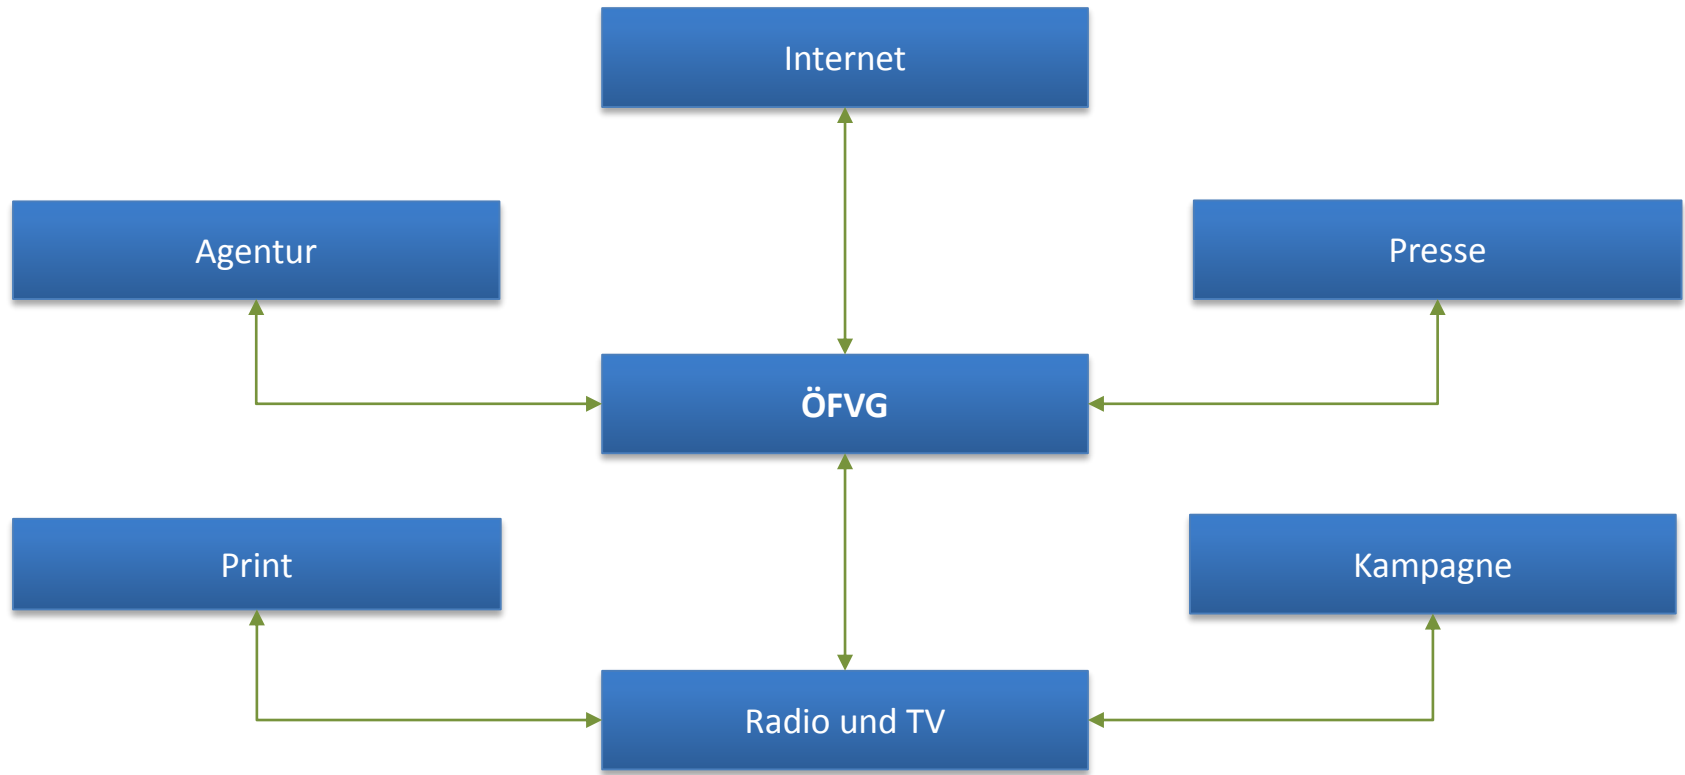 Internet
Agentur
Presse
ÖFVG
Print
Kampagne
Radio und TV